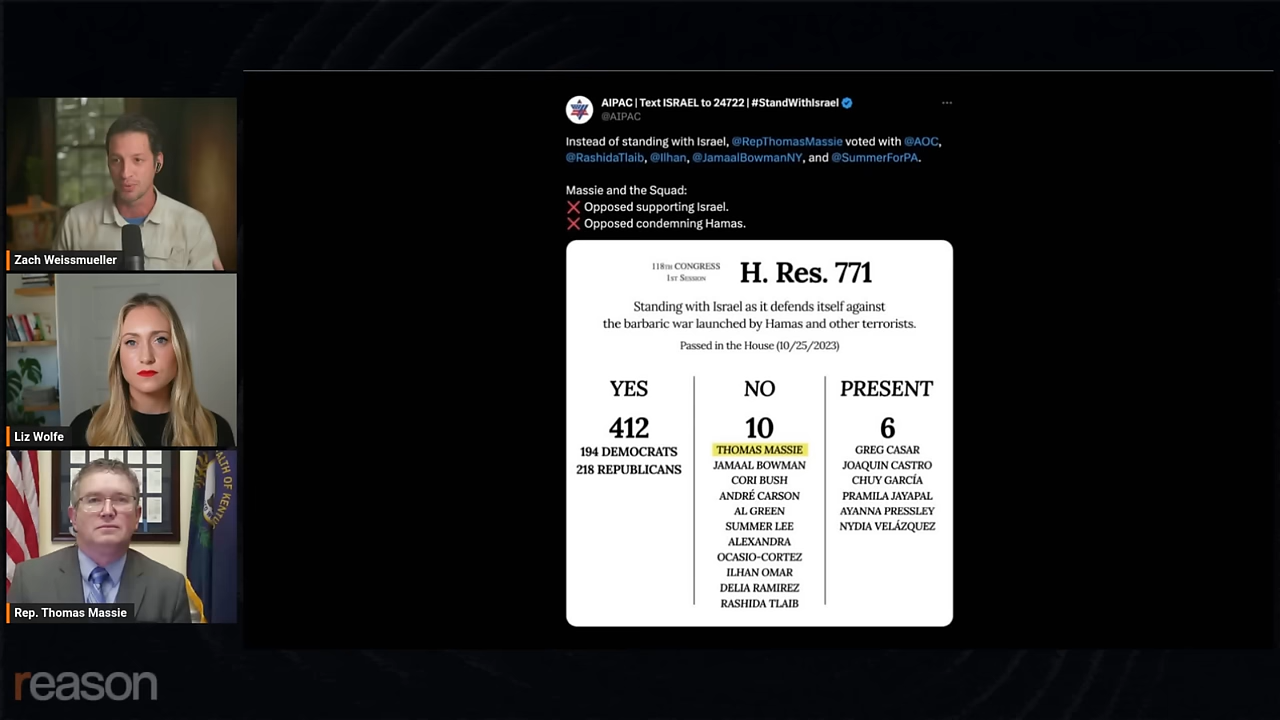 Zach Weissmueller
Liz Wolfe
Rep. Thomas Massie
reason
AIPAC | Text ISRAEL to 24722 | #StandWithIsrael
@AIPAC
Instead of standing with Israel, @RepThomasMassie voted with @AOC,
@RashidaTlaib, @Ilhan, @JamaalBowmanNY, and @SummerForPA.
Massie and the Squad:
❌ Opposed supporting Israel.
❌ Opposed condemning Hamas.
118TH CONGRESS
1ST SESSION
H. Res. 771
Standing with Israel as it defends itself against
the barbaric war launched by Hamas and other terrorists.
Passed in the House (10/25/2023)
YES
412
194 DEMOCRATS
218 REPUBLICANS
NO
10
THOMAS MASSIE
JAMAAL BOWMAN
CORI BUSH
ANDRÉ CARSON
AL GREEN
SUMMER LEE
ALEXANDRA
OCASIO-CORTEZ
ILHAN OMAR
DELIA RAMIREZ
RASHIDA TLAIB
PRESENT
6
GREG CASAR
JOAQUIN CASTRO
CHUY GARCÍA
PRAMILA JAYAPAL
AYANNA PRESSLEY
NYDIA VELÁZQUEZ